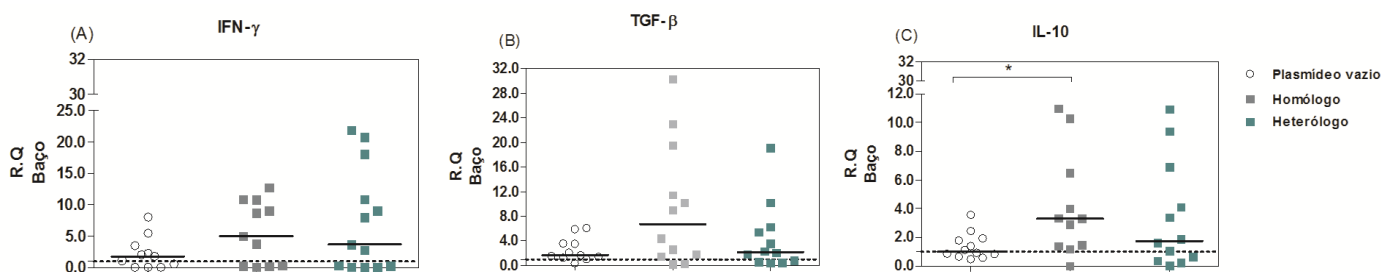 (A)
IFN-γ
32
30
25.0
20.0
15.0
10.0
5.0
0.0
R.Q
Baço
(B)
TGF-β
32.0
28.0
24.0
20.0
16.0
12.0
8.0
4.0
0.0
R.Q
Baço
(C)
IL-10
32
30
12.0
10.0
8.0
6.0
4.0
2.0
0.0
R.Q
Baço
*
Plasmídeo vazio
Homólogo
Heterólogo